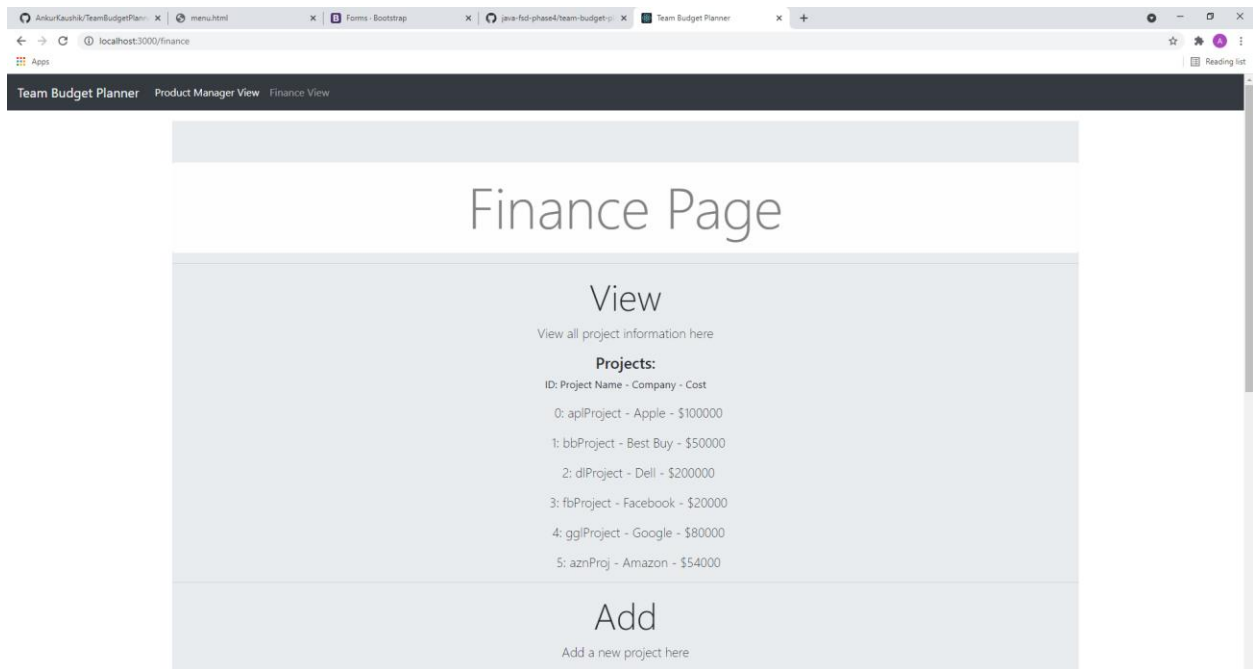 AnkurKaushik/TeamBudgetPlann
menu.html
Forms · Bootstrap
java-fsd-phase4/team-budget-pl
Team Budget Planner
localhost:3000/finance
A
Apps
Reading list
Team Budget Planner Product Manager View Finance View
Finance Page
View
View all project information here
Projects:
ID: Project Name - Company - Cost
0: aplProject - Apple - $100000
1: bbProject - Best Buy - $50000
2: dlProject - Dell - $200000
3: fbProject - Facebook - $20000
4: gglProject - Google - $80000
5: aznProj - Amazon - $54000
Add
Add a new project here